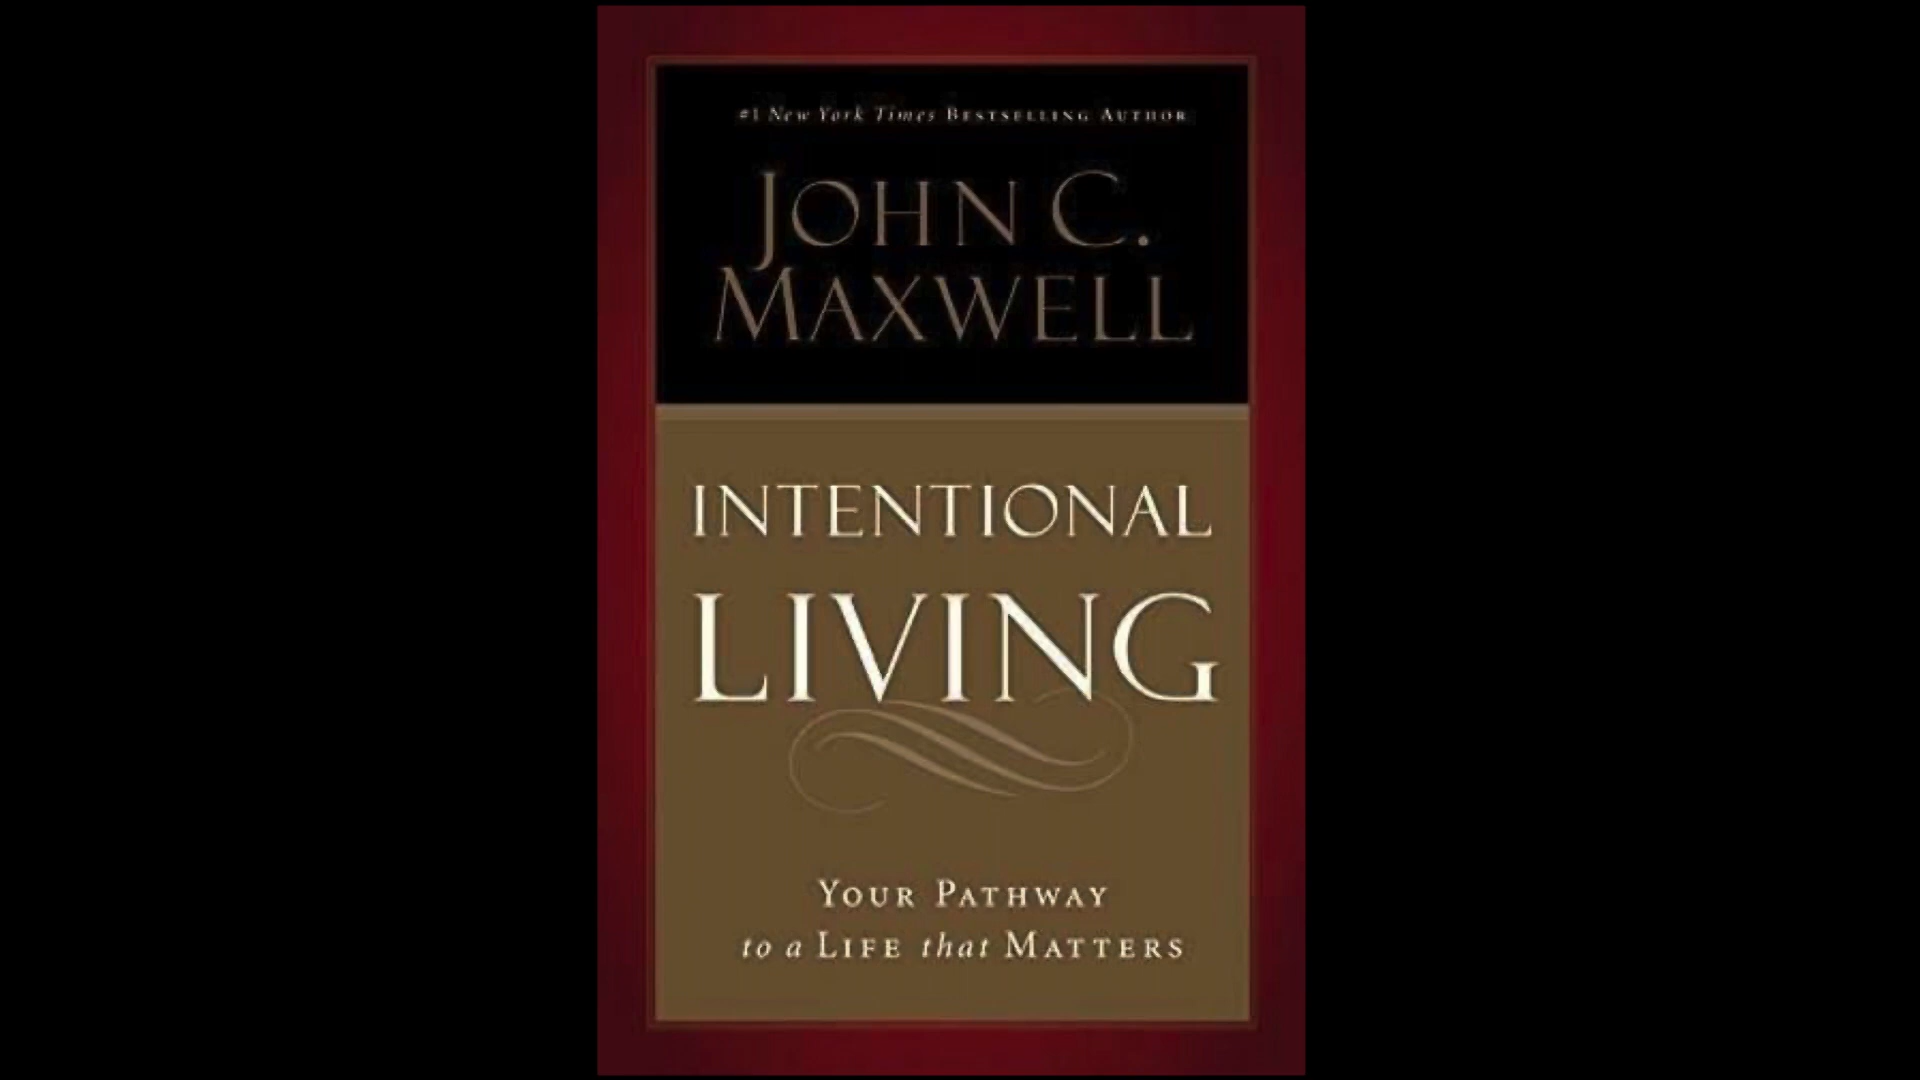 #1 New York Times BESTSELLING AUTHOR
JOHN C.
MAXWELL
INTENTIONAL
LIVING
YOUR PATHWAY
to a LIFE that MATTERS